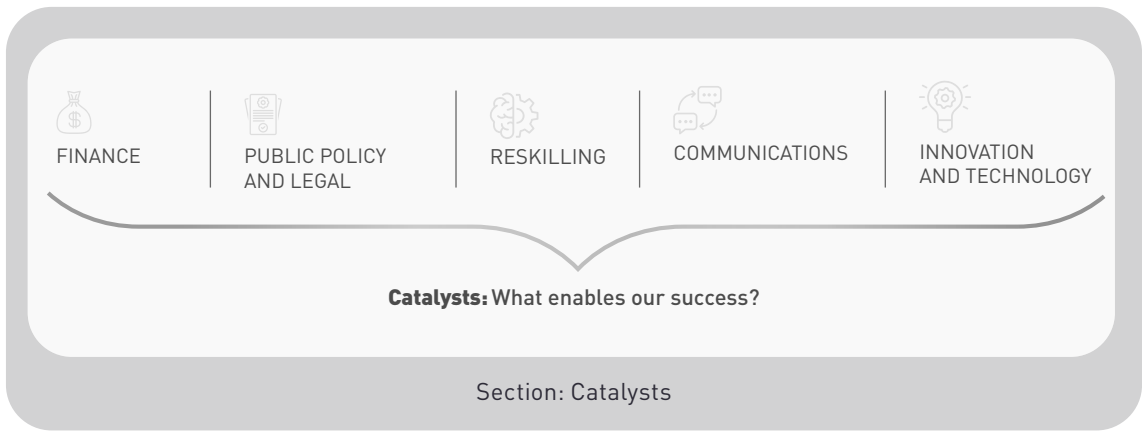 FINANCE
PUBLIC POLICY
AND LEGAL
RESKILLING
COMMUNICATIONS
INNOVATION
AND TECHNOLOGY
Catalysts: What enables our success?
Section: Catalysts